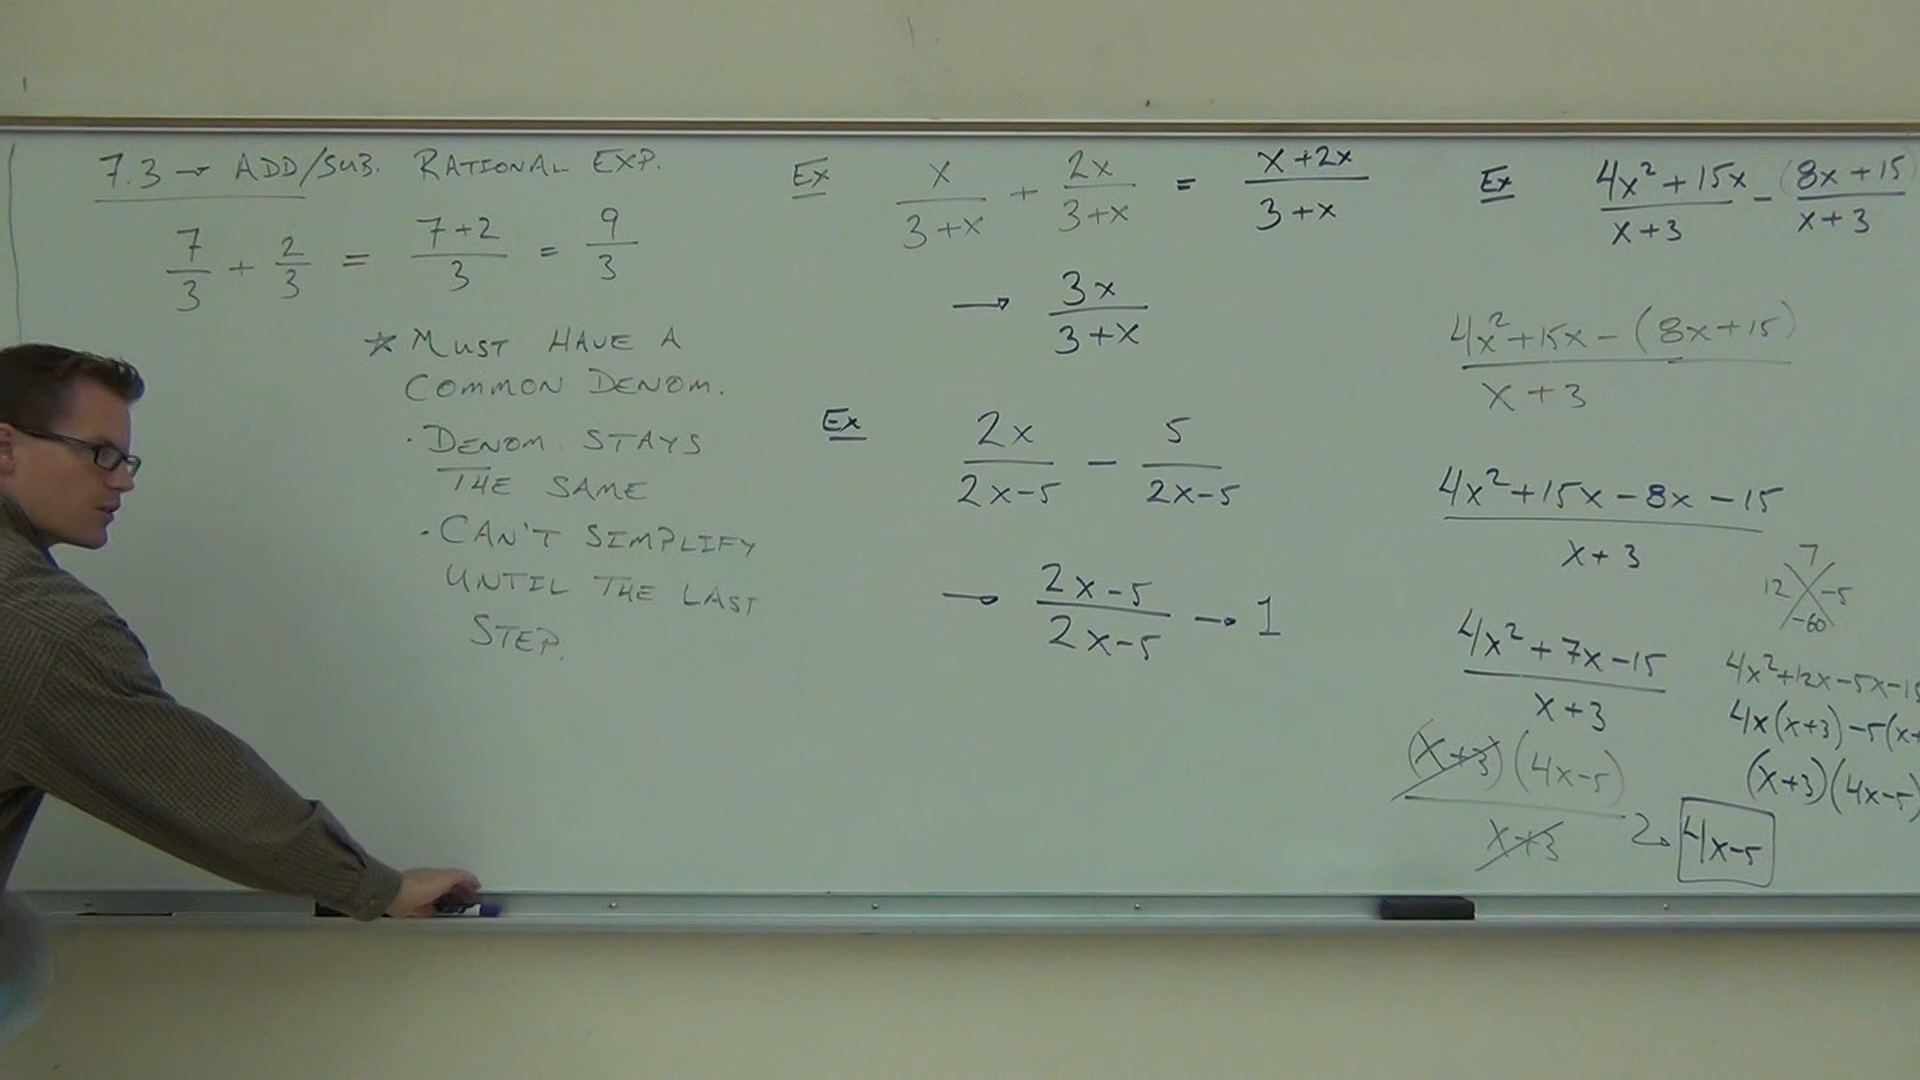 7.3 → ADD/SUB. RATIONAL EXP.
7/3 + 2/3 = (7+2)/3 = 9/3
* MUST HAVE A
COMMON DENOM.
· DENOM. STAYS
THE SAME
· CAN'T SIMPLIFY
UNTIL THE LAST
STEP.
Ex x/(3+x) + 2x/(3+x) = (x+2x)/(3+x)
→ 3x/(3+x)
Ex 2x/(2x-5) - 5/(2x-5)
→ (2x-5)/(2x-5) → 1
Ex (4x²+15x)/(x+3) - (8x+15)/(x+3)
(4x²+15x-(8x+15))/(x+3)
(4x²+15x-8x-15)/(x+3)
7
12 -5
-60
(4x²+7x-15)/(x+3)
4x²+12x-5x-15
4x(x+3)-5(x+
(x+3)(4x-5)
(x+3)(4x-5)/(x+3) → 4x-5